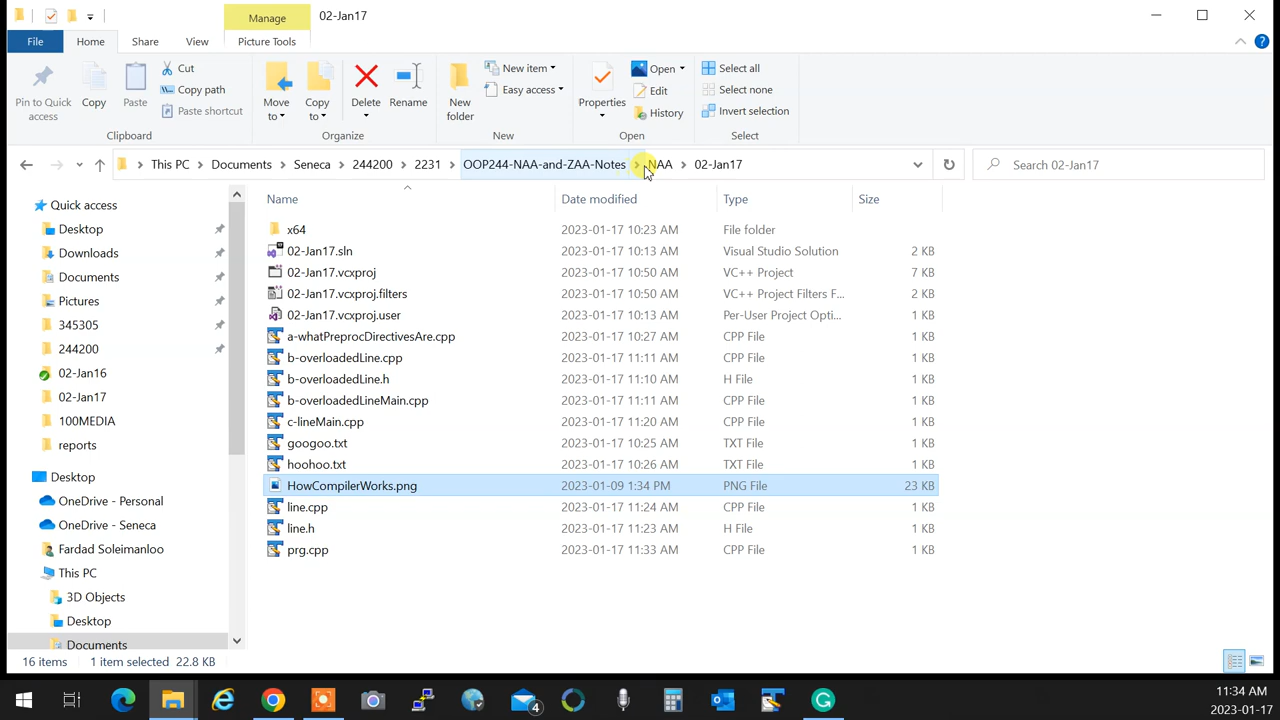 Manage
02-Jan17
File
Home
Share
View
Picture Tools
Pin to Quick access
Copy
Paste
Cut
Copy path
Paste shortcut
Clipboard
Move to
Copy to
Delete
Rename
Organize
New folder
New item
Easy access
New
Properties
Open
Edit
History
Open
Select all
Select none
Invert selection
Select
This PC > Documents > Seneca > 244200 > 2231 > OOP244-NAA-and-ZAA-Notes > NAA > 02-Jan17
Search 02-Jan17
Quick access
Desktop
Downloads
Documents
Pictures
345305
244200
02-Jan16
02-Jan17
100MEDIA
reports
Desktop
OneDrive - Personal
OneDrive - Seneca
Fardad Soleimanloo
This PC
3D Objects
Desktop
Documents
Name Date modified Type Size
x64 2023-01-17 10:23 AM File folder
02-Jan17.sln 2023-01-17 10:13 AM Visual Studio Solution 2 KB
02-Jan17.vcxproj 2023-01-17 10:50 AM VC++ Project 7 KB
02-Jan17.vcxproj.filters 2023-01-17 10:50 AM VC++ Project Filters F... 2 KB
02-Jan17.vcxproj.user 2023-01-17 10:13 AM Per-User Project Opti... 1 KB
a-whatPreprocDirectivesAre.cpp 2023-01-17 10:27 AM CPP File 1 KB
b-overloadedLine.cpp 2023-01-17 11:11 AM CPP File 1 KB
b-overloadedLine.h 2023-01-17 11:10 AM H File 1 KB
b-overloadedLineMain.cpp 2023-01-17 11:11 AM CPP File 1 KB
c-lineMain.cpp 2023-01-17 11:20 AM CPP File 1 KB
googoo.txt 2023-01-17 10:25 AM TXT File 1 KB
hoohoo.txt 2023-01-17 10:26 AM TXT File 1 KB
HowCompilerWorks.png 2023-01-09 1:34 PM PNG File 23 KB
line.cpp 2023-01-17 11:24 AM CPP File 1 KB
line.h 2023-01-17 11:23 AM H File 1 KB
prg.cpp 2023-01-17 11:33 AM CPP File 1 KB
16 items 1 item selected 22.8 KB
4
11:34 AM
2023-01-17